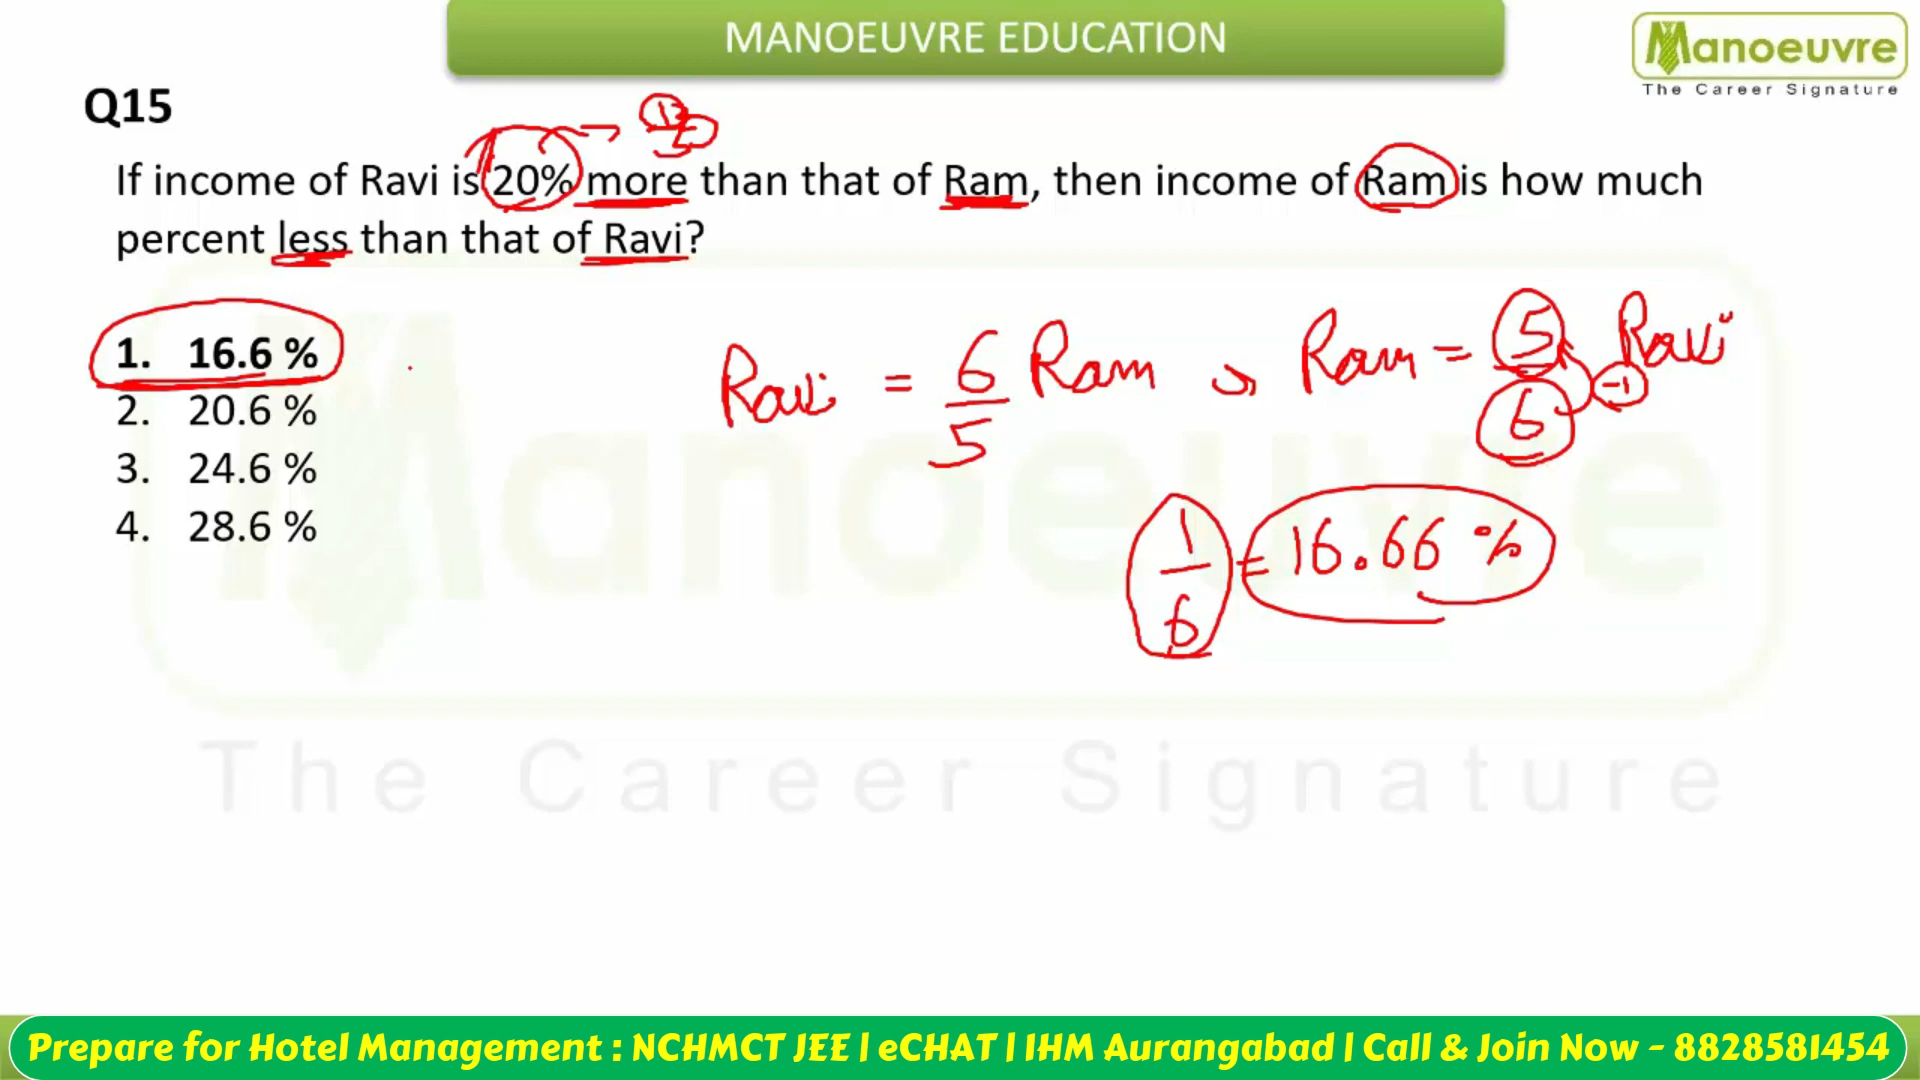 MANOEUVRE EDUCATION
Manoeuvre
The Career Signature
Q15
If income of Ravi is 20% more than that of Ram, then income of Ram is how much
percent less than that of Ravi?
1. 16.6 %
2. 20.6 %
3. 24.6 %
4. 28.6 %
Ravi = 6/5 Ram
Ram = 5/6 Ravi
-1
1/6 = 16.66 %
Manoeuvre
The Career Signature
Prepare for Hotel Management : NCHMCT JEE | eCHAT | IHM Aurangabad | Call & Join Now - 8828581454